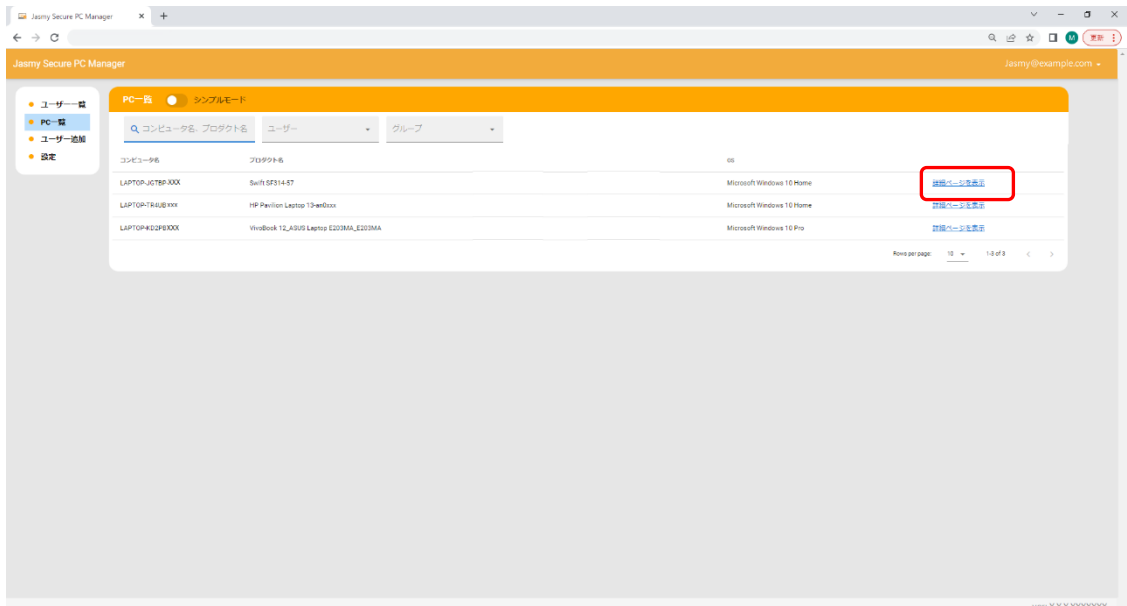 Jasmy Secure PC Manager
更新
Jasmy Secure PC Manager
Jasmy@example.com
ユーザー一覧
PC一覧
ユーザー追加
設定
PC一覧 シンプルモード
コンピュータ名、プロダクト名 ユーザー グループ
コンピュータ名 プロダクト名 OS
LAPTOP-JGTBP-XXX Swift SF314-57 Microsoft Windows 10 Home 詳細ページを表示
LAPTOP-TR4UBXXX HP Pavilion Laptop 13-an0xxx Microsoft Windows 10 Home 詳細ページを表示
LAPTOP-KD2PBXXX VivoBook 12_ASUS Laptop E203MA_E203MA Microsoft Windows 10 Pro 詳細ページを表示
Rows per page: 10 1-3 of 3